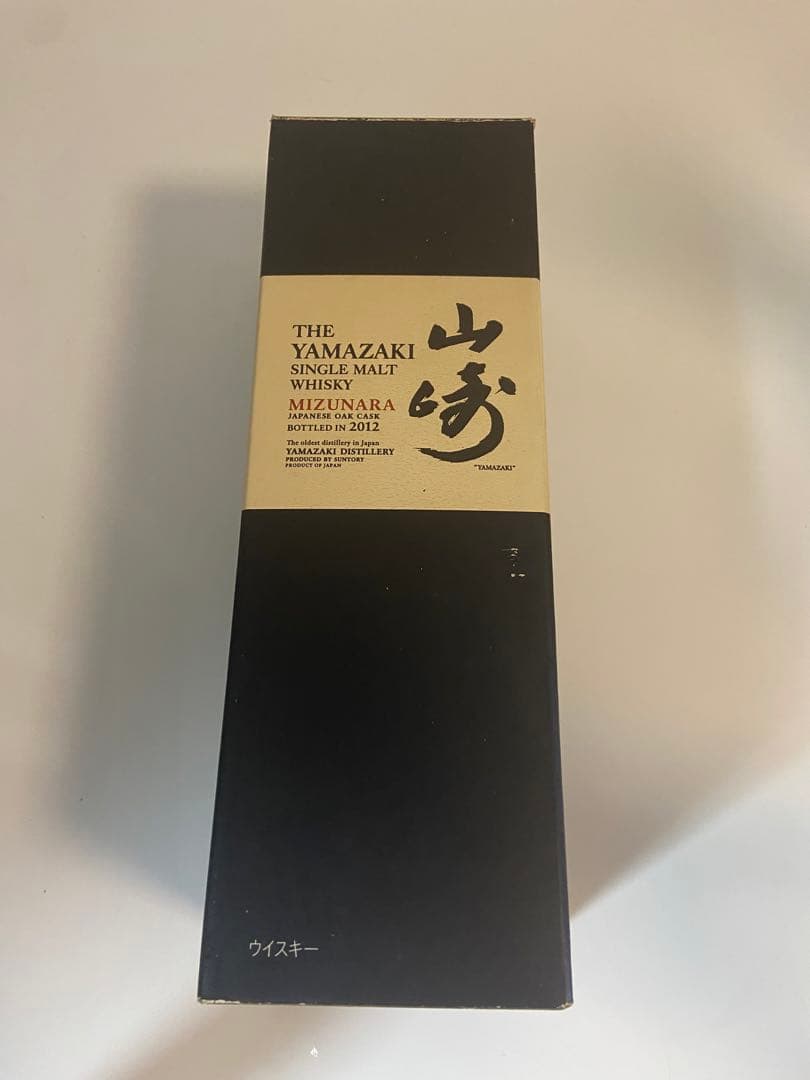 THE
YAMAZAKI
SINGLE MALT
WHISKY
MIZUNARA
JAPANESE OAK CASK
BOTTLED IN 2012
The oldest distillery in Japan
YAMAZAKI DISTILLERY
PRODUCED BY SUNTORY
PRODUCT OF JAPAN
山崎
"YAMAZAKI"
ウイスキー